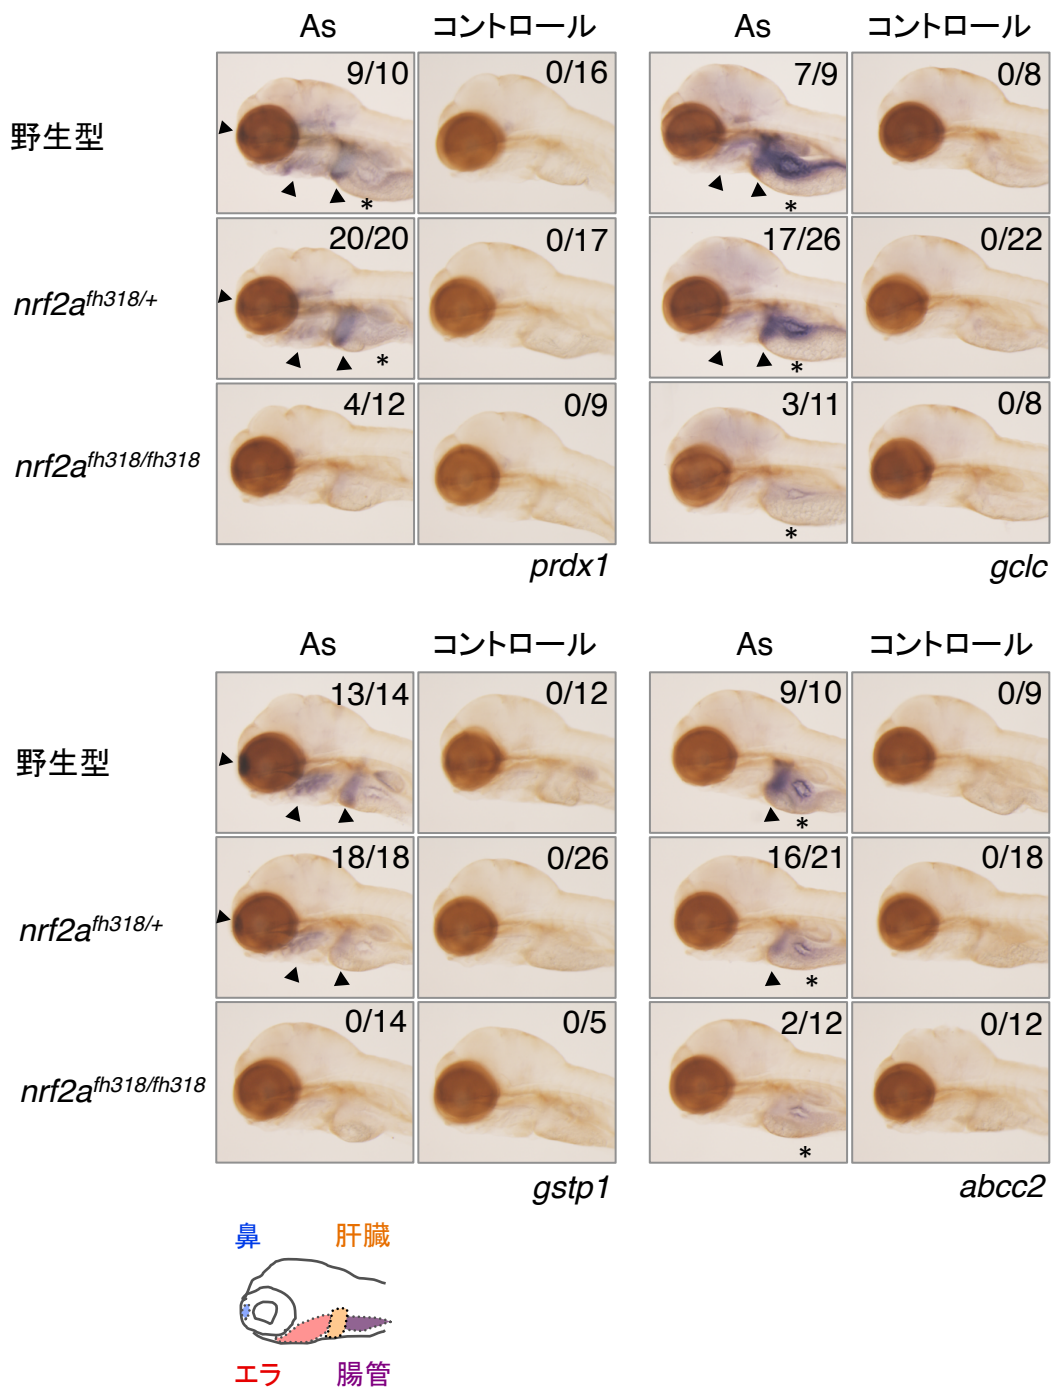 As コントロール As コントロール
野生型 9/10 0/16 7/9 0/8
*
*
nrf2a^fh318/+ 20/20 0/17 17/26 0/22
*
*
nrf2a^fh318/fh318 4/12 0/9 3/11 0/8
*
prdx1 gclc
As コントロール As コントロール
野生型 13/14 0/12 9/10 0/9
*
nrf2a^fh318/+ 18/18 0/26 16/21 0/18
*
nrf2a^fh318/fh318 0/14 0/5 2/12 0/12
*
gstp1 abcc2
鼻 肝臓
エラ 腸管